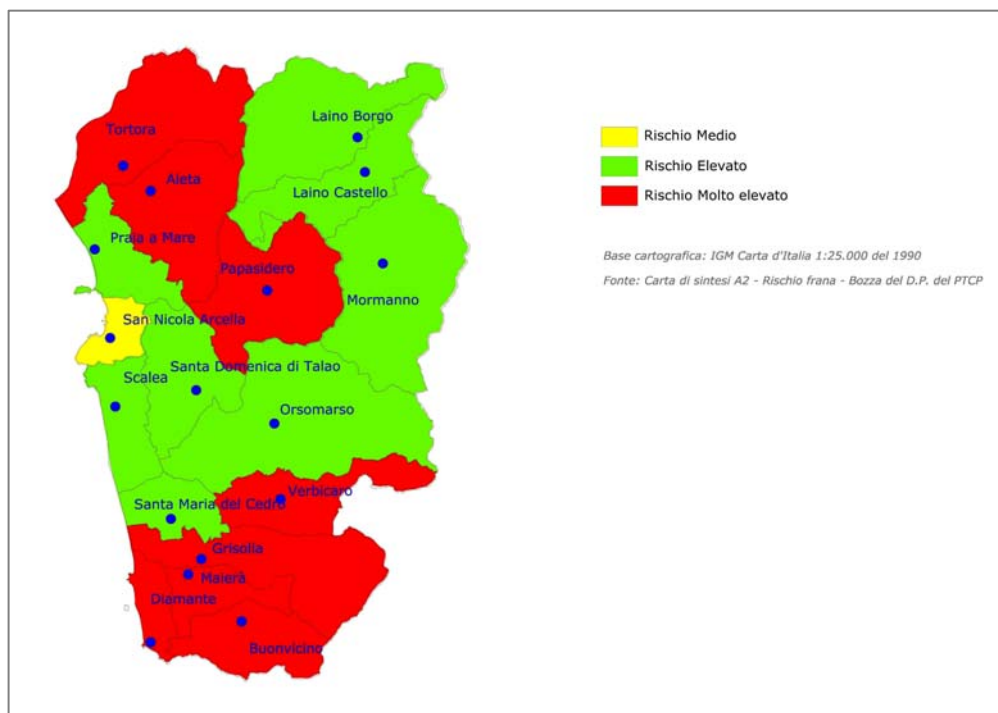 Tortora
Aieta
Praia a Mare
Laino Borgo
Laino Castello
Papasidero
Mormanno
San Nicola Arcella
Santa Domenica di Talao
Scalea
Orsomarso
Verbicaro
Santa Maria del Cedro
Grisolia
Maierà
Diamante
Buonvicino
Rischio Medio
Rischio Elevato
Rischio Molto elevato
Base cartografica: IGM Carta d'Italia 1:25.000 del 1990
Fonte: Carta di sintesi A2 - Rischio frana - Bozza del D.P. del PTCP